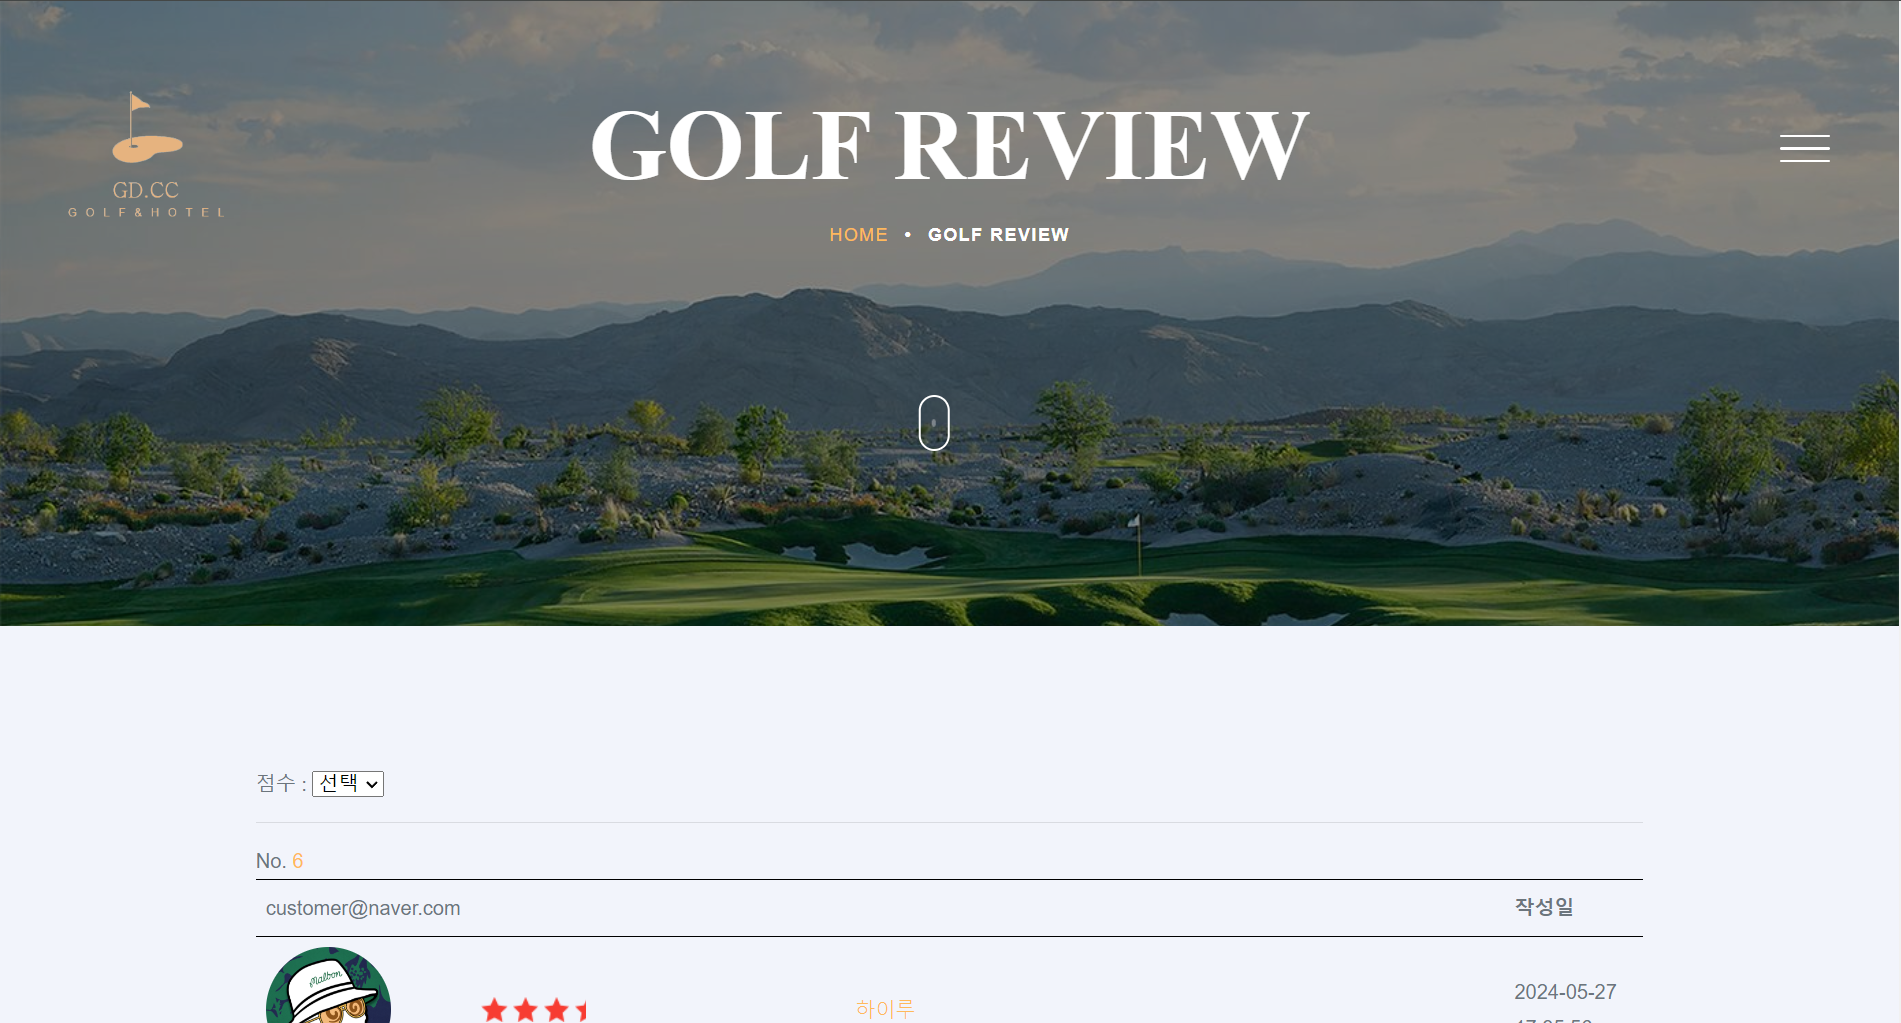 GOLF REVIEW
GD.CC
GOLF&HOTEL
HOME • GOLF REVIEW
점수 : 선택
No. 6
customer@naver.com 작성일
Malbon
하이루 2024-05-27